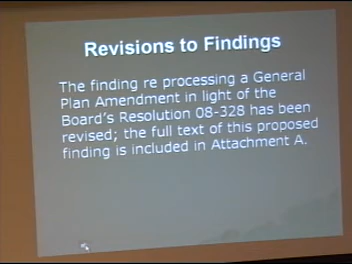 Revisions to Findings
The finding re processing a General
Plan Amendment in light of the
Board's Resolution 08-328 has been
revised; the full text of this proposed
finding is included in Attachment A.